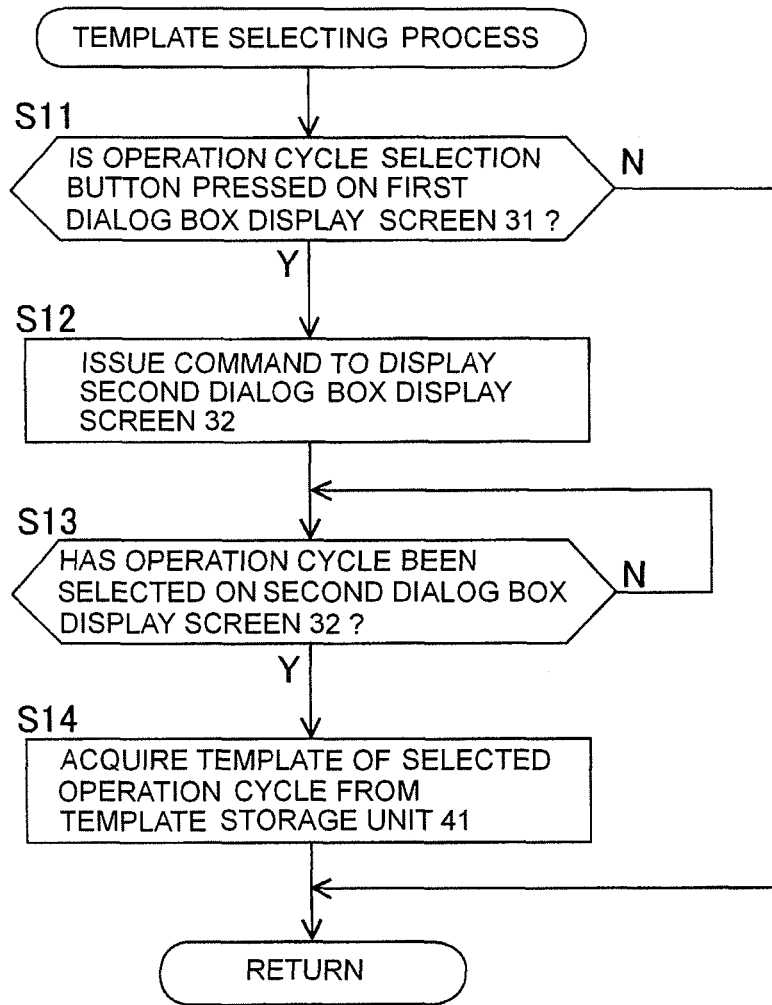 TEMPLATE SELECTING PROCESS
S11
IS OPERATION CYCLE SELECTION
BUTTON PRESSED ON FIRST
DIALOG BOX DISPLAY SCREEN 31 ?
N
Y
S12
ISSUE COMMAND TO DISPLAY
SECOND DIALOG BOX DISPLAY
SCREEN 32
S13
HAS OPERATION CYCLE BEEN
SELECTED ON SECOND DIALOG BOX
DISPLAY SCREEN 32 ?
N
Y
S14
ACQUIRE TEMPLATE OF SELECTED
OPERATION CYCLE FROM
TEMPLATE STORAGE UNIT 41
RETURN